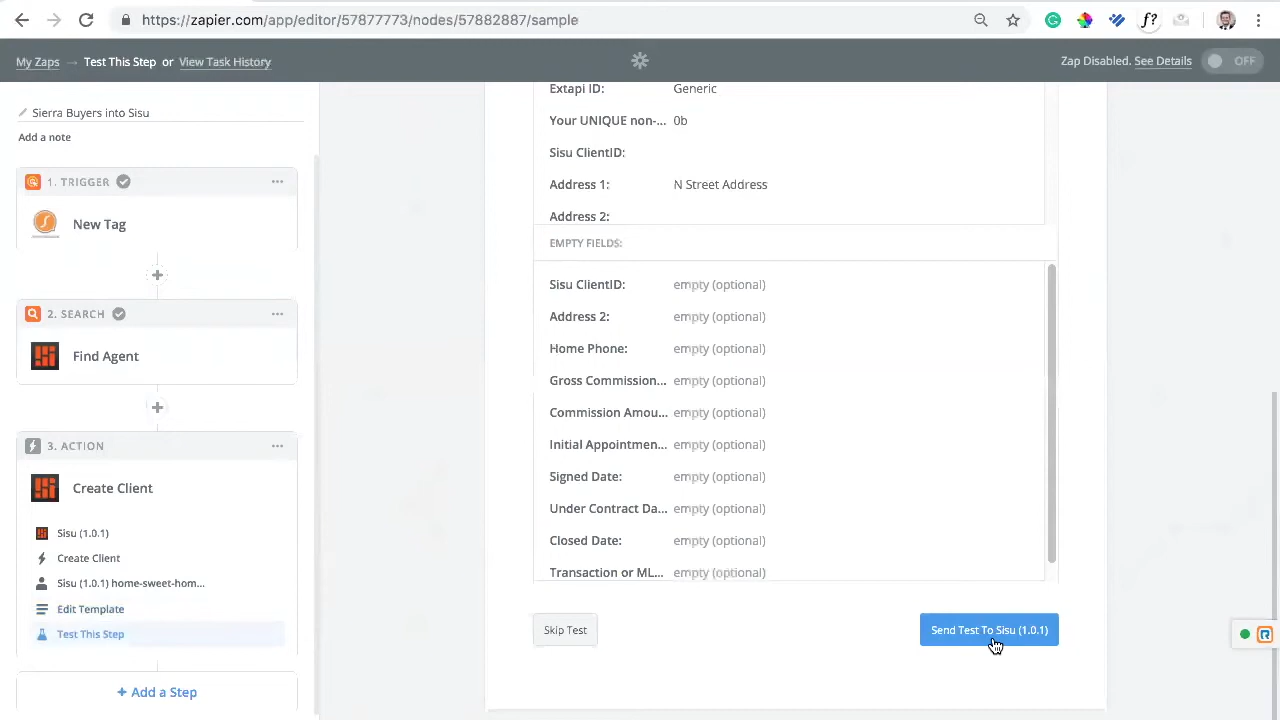 https://zapier.com/app/editor/57877773/nodes/57882887/sample
f?
My Zaps → Test This Step or View Task History
Zap Disabled. See Details
OFF
Sierra Buyers into Sisu
Add a note
1. TRIGGER
New Tag
2. SEARCH
Find Agent
3. ACTION
Create Client
Sisu (1.0.1)
Create Client
Sisu (1.0.1) home-sweet-hom...
Edit Template
Test This Step
+ Add a Step
Extapi ID: Generic
Your UNIQUE non-... 0b
Sisu ClientID:
Address 1: N Street Address
Address 2:
EMPTY FIELDS:
Sisu ClientID: empty (optional)
Address 2: empty (optional)
Home Phone: empty (optional)
Gross Commission... empty (optional)
Commission Amou... empty (optional)
Initial Appointmen... empty (optional)
Signed Date: empty (optional)
Under Contract Da... empty (optional)
Closed Date: empty (optional)
Transaction or ML... empty (optional)
Skip Test
Send Test To Sisu (1.0.1)